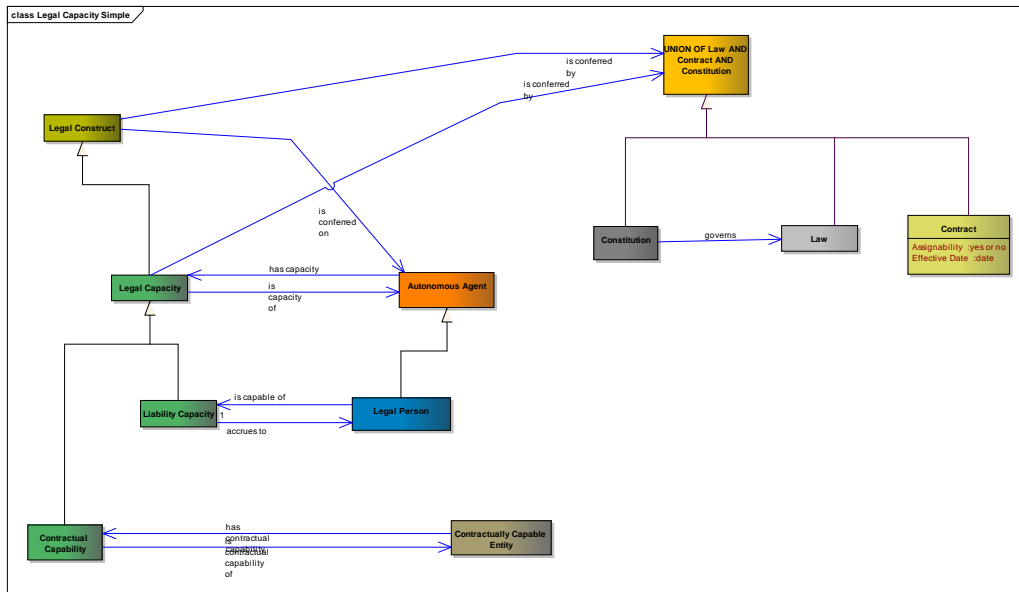 class Legal Capacity Simple
UNION OF Law AND
Contract AND
Constitution
is conferred
by
is conferred
by
Legal Construct
is
conferred
on
Constitution
governs
Law
Contract
Assignability :yes or no
Effective Date :date
Legal Capacity
has capacity
is
capacity
of
Autonomous Agent
Liability Capacity
1
is capable of
accrues to
Legal Person
Contractual
Capability
has
contractual
capability
is
contractual
capability
of
Contractually Capable
Entity